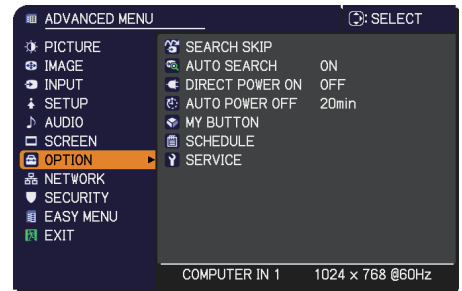 ADVANCED MENU : SELECT
PICTURE
IMAGE
INPUT
SETUP
AUDIO
SCREEN
OPTION
NETWORK
SECURITY
EASY MENU
EXIT
SEARCH SKIP
AUTO SEARCH ON
DIRECT POWER ON OFF
AUTO POWER OFF 20min
MY BUTTON
SCHEDULE
SERVICE
COMPUTER IN 1 1024 x 768 @60Hz